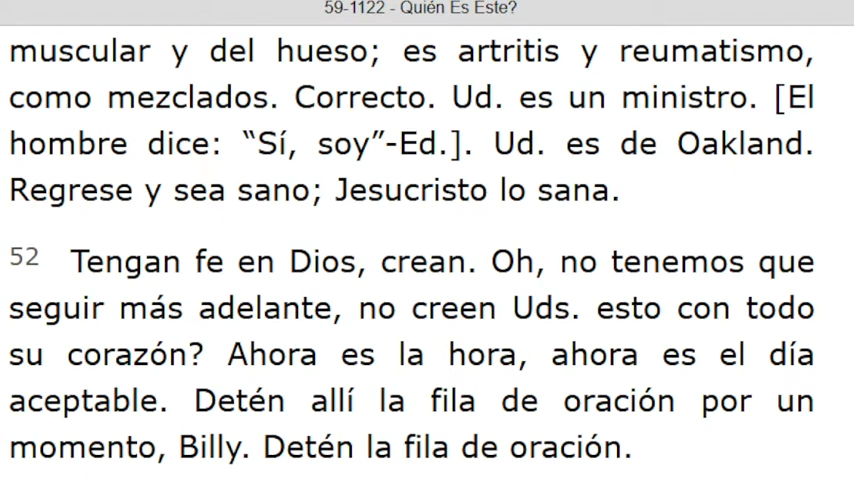 59-1122 - Quién Es Este?
muscular y del hueso; es artritis y reumatismo,
como mezclados. Correcto. Ud. es un ministro. [El
hombre dice: “Sí, soy”-Ed.]. Ud. es de Oakland.
Regrese y sea sano; Jesucristo lo sana.
52 Tengan fe en Dios, crean. Oh, no tenemos que
seguir más adelante, no creen Uds. esto con todo
su corazón? Ahora es la hora, ahora es el día
aceptable. Detén allí la fila de oración por un
momento, Billy. Detén la fila de oración.